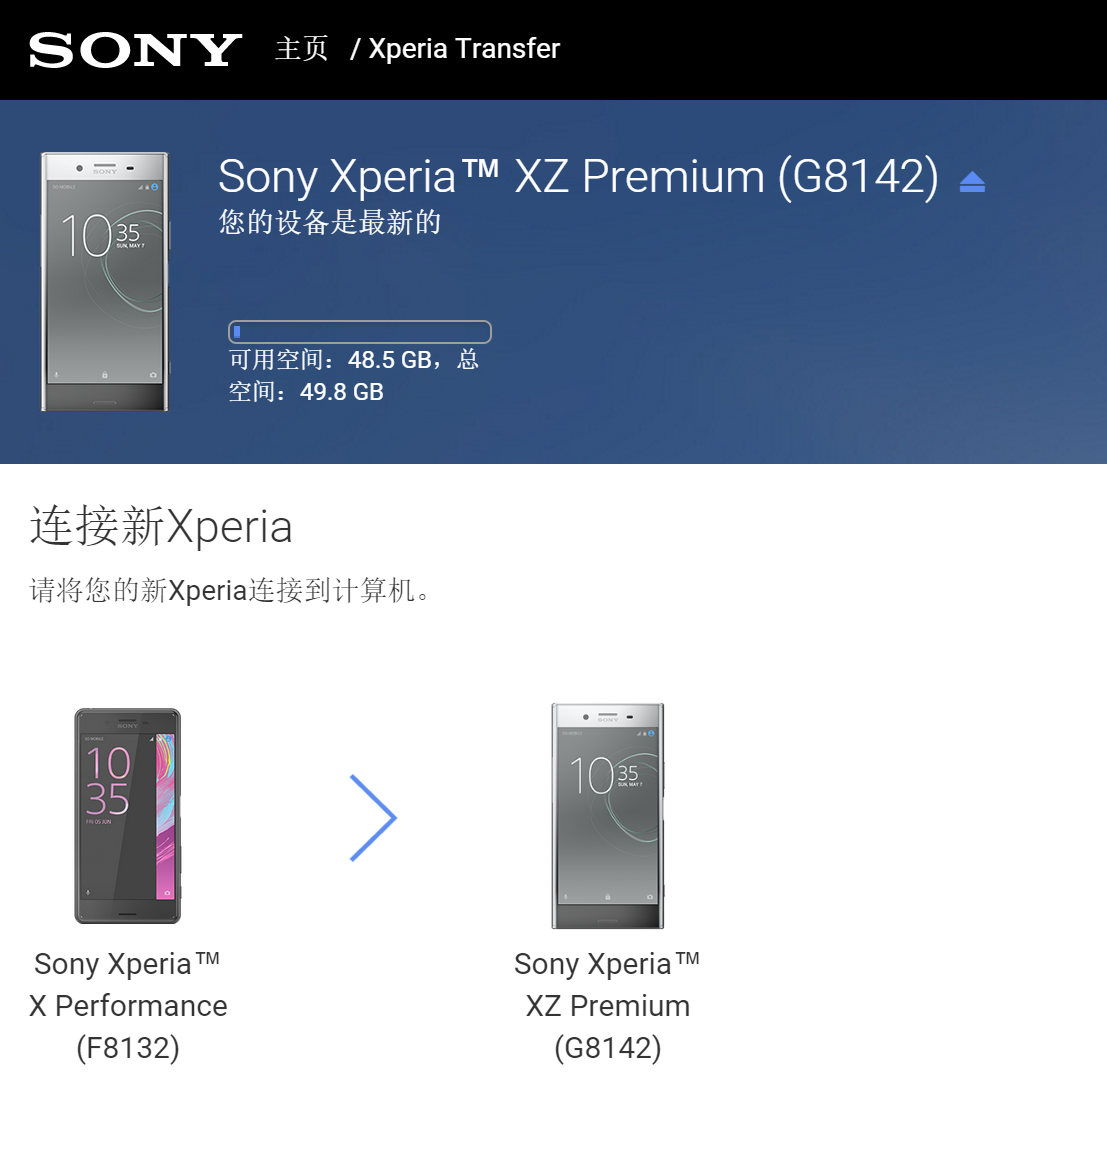 SONY 主页 / Xperia Transfer
Sony Xperia™ XZ Premium (G8142)
您的设备是最新的
SONY
10 35
SUN, MAY 7
可用空间：48.5 GB，总
空间：49.8 GB
连接新Xperia
请将您的新Xperia连接到计算机。
SONY
10
35
FRI 05 JUN
Sony Xperia™
X Performance
(F8132)
SONY
10 35
SUN, MAY 7
Sony Xperia™
XZ Premium
(G8142)